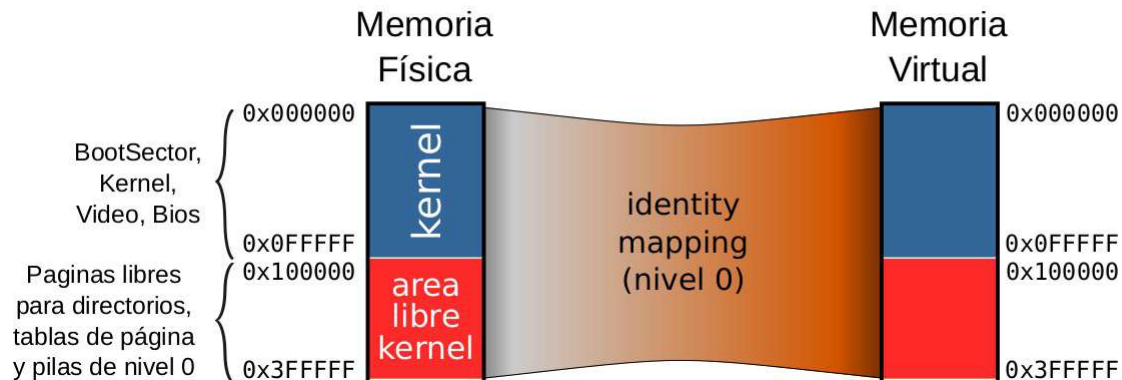 Memoria
Física
Memoria
Virtual
0x000000
0x000000
BootSector,
Kernel,
Video, Bios
kernel
identity
mapping
(nivel 0)
0x0FFFFF
0x0FFFFF
0x100000
0x100000
Paginas libres
para directorios,
tablas de página
y pilas de nivel 0
area
libre
kernel
0x3FFFFF
0x3FFFFF